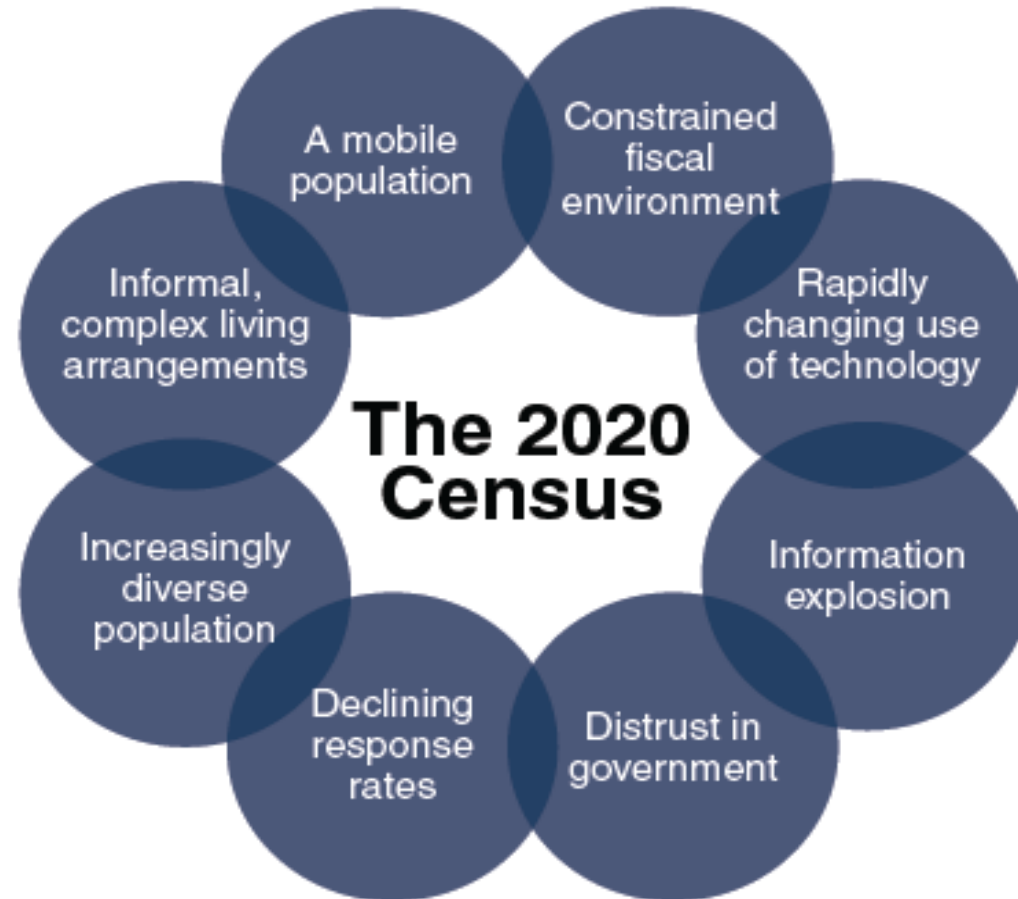 A mobile
population
Constrained
fiscal
environment
Rapidly
changing use
of technology
Information
explosion
Distrust in
government
Declining
response
rates
Increasingly
diverse
population
Informal,
complex living
arrangements
The 2020
Census